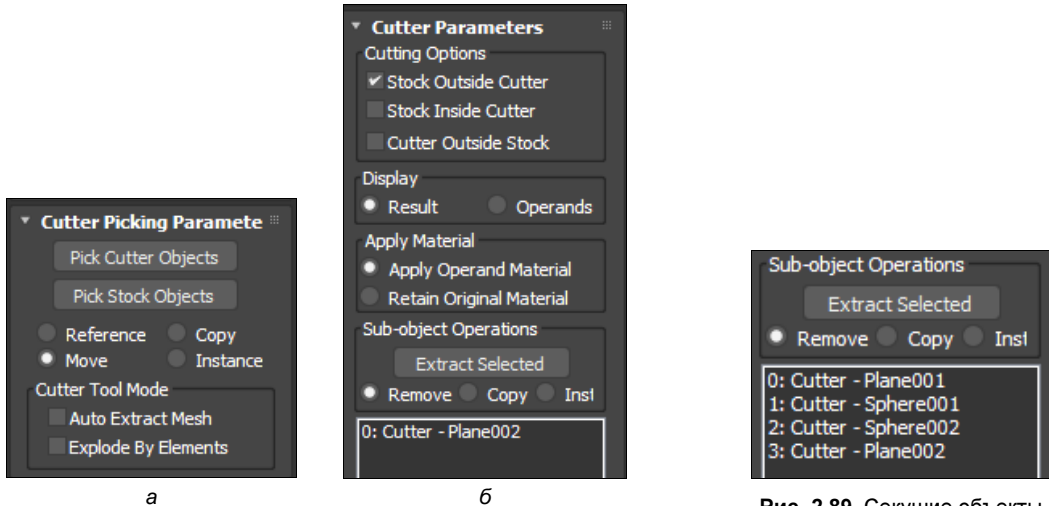 Cutter Picking Paramete
Pick Cutter Objects
Pick Stock Objects
Reference Copy
Move Instance
Cutter Tool Mode
Auto Extract Mesh
Explode By Elements
а
Cutter Parameters
Cutting Options
Stock Outside Cutter
Stock Inside Cutter
Cutter Outside Stock
Display
Result Operands
Apply Material
Apply Operand Material
Retain Original Material
Sub-object Operations
Extract Selected
Remove Copy Inst
0: Cutter - Plane002
б
Sub-object Operations
Extract Selected
Remove Copy Inst
0: Cutter - Plane001
1: Cutter - Sphere001
2: Cutter - Sphere002
3: Cutter - Plane002
Рис. 2.89. Секущие объекты